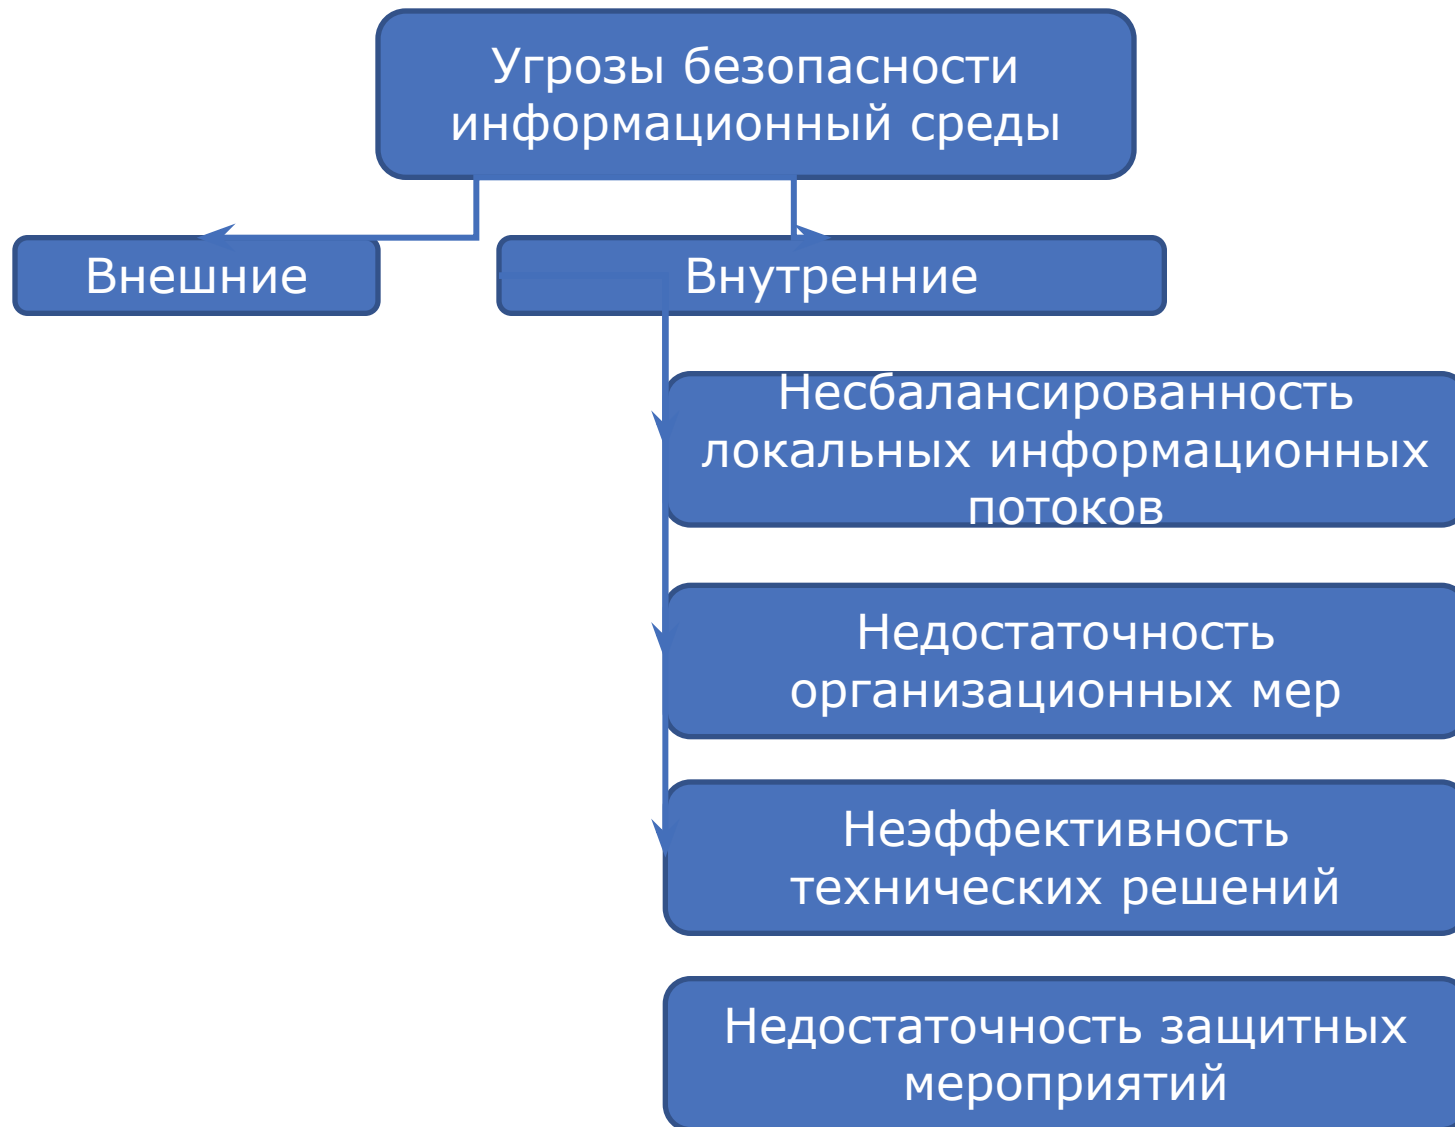 Угрозы безопасности
информационный среды
Внешние
Внутренние
Несбалансированность
локальных информационных
потоков
Недостаточность
организационных мер
Неэффективность
технических решений
Недостаточность защитных
мероприятий